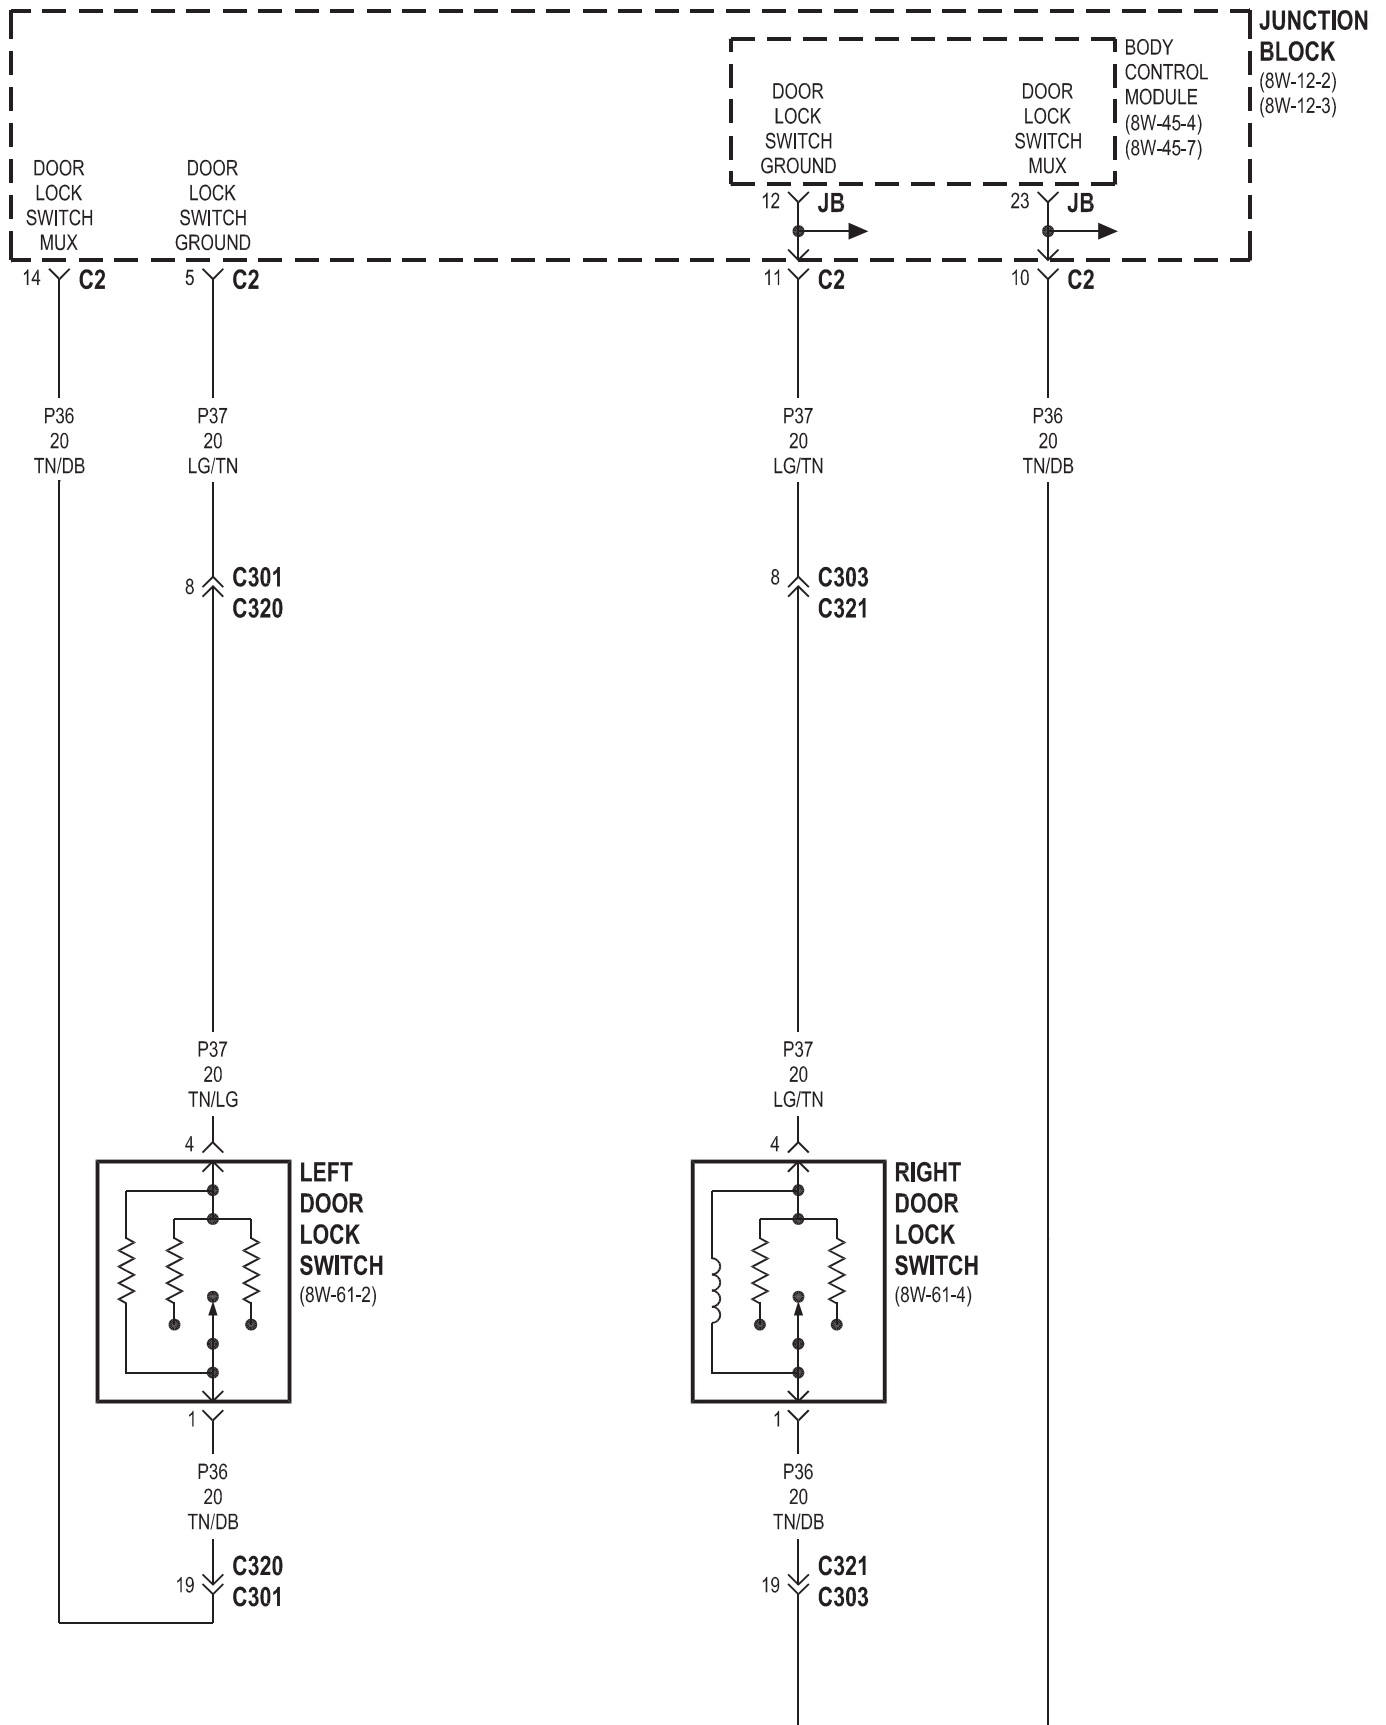 JUNCTION
BLOCK
(8W-12-2)
(8W-12-3)
BODY
CONTROL
MODULE
(8W-45-4)
(8W-45-7)
DOOR
LOCK
SWITCH
GROUND
DOOR
LOCK
SWITCH
MUX
DOOR
LOCK
SWITCH
MUX
DOOR
LOCK
SWITCH
GROUND
12 JB
23 JB
14 C2
5 C2
11 C2
10 C2
P36
20
TN/DB
P37
20
LG/TN
P37
20
LG/TN
P36
20
TN/DB
8 C301
C320
8 C303
C321
P37
20
TN/LG
P37
20
LG/TN
4
4
LEFT
DOOR
LOCK
SWITCH
(8W-61-2)
RIGHT
DOOR
LOCK
SWITCH
(8W-61-4)
1
1
P36
20
TN/DB
P36
20
TN/DB
19 C320
C301
19 C321
C303